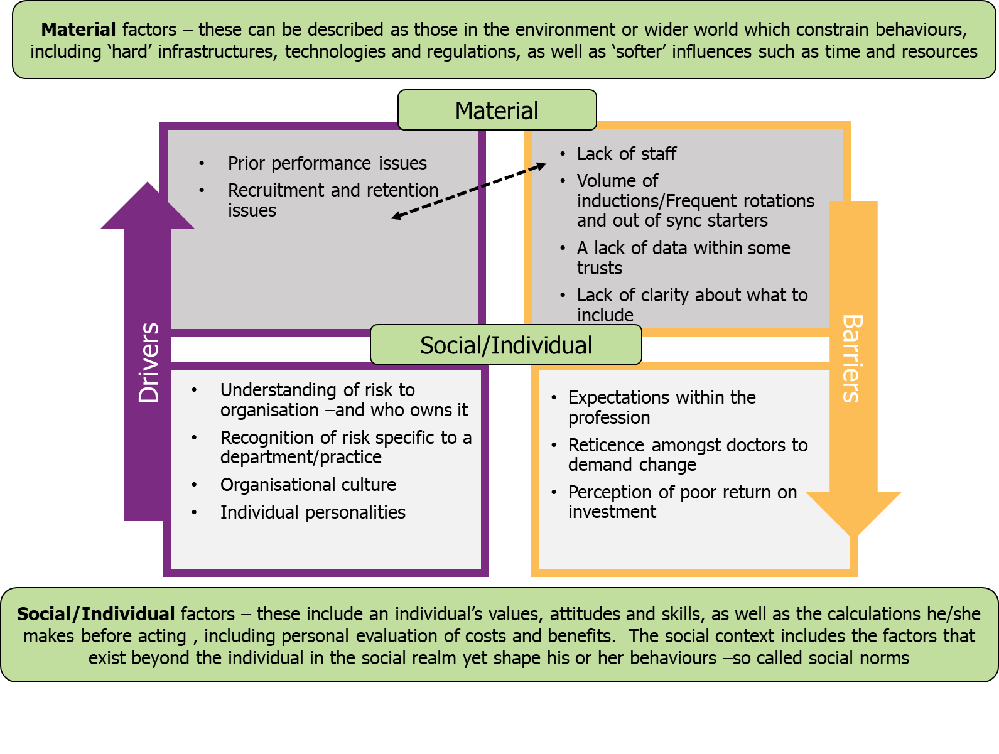 Material factors – these can be described as those in the environment or wider world which constrain behaviours,
including ‘hard’ infrastructures, technologies and regulations, as well as ‘softer’ influences such as time and resources
Material
• Prior performance issues
• Recruitment and retention
issues
• Lack of staff
• Volume of
inductions/Frequent rotations
and out of sync starters
• A lack of data within some
trusts
• Lack of clarity about what to
include
Drivers
Barriers
Social/Individual
• Understanding of risk to
organisation –and who owns it
• Recognition of risk specific to a
department/practice
• Organisational culture
• Individual personalities
• Expectations within the
profession
• Reticence amongst doctors to
demand change
• Perception of poor return on
investment
Social/Individual factors – these include an individual’s values, attitudes and skills, as well as the calculations he/she
makes before acting , including personal evaluation of costs and benefits.  The social context includes the factors that
exist beyond the individual in the social realm yet shape his or her behaviours –so called social norms